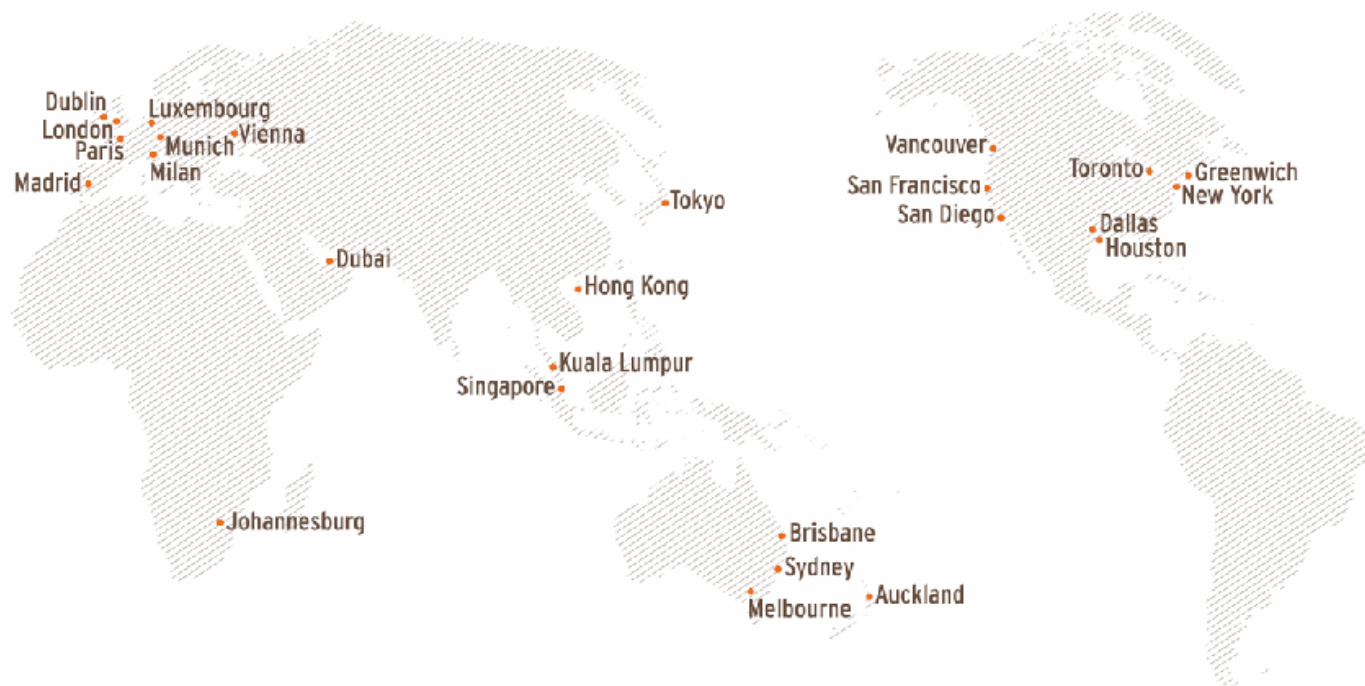 Dublin
Luxembourg
London
Vienna
Paris
Munich
Milan
Madrid
Tokyo
Dubai
Hong Kong
Kuala Lumpur
Singapore
Johannesburg
Brisbane
Sydney
Melbourne
Auckland
Vancouver
Toronto
Greenwich
San Francisco
New York
San Diego
Dallas
Houston